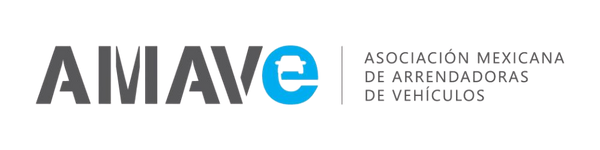 AMAVe
ASOCIACIÓN MEXICANA
DE ARRENDADORAS
DE VEHÍCULOS